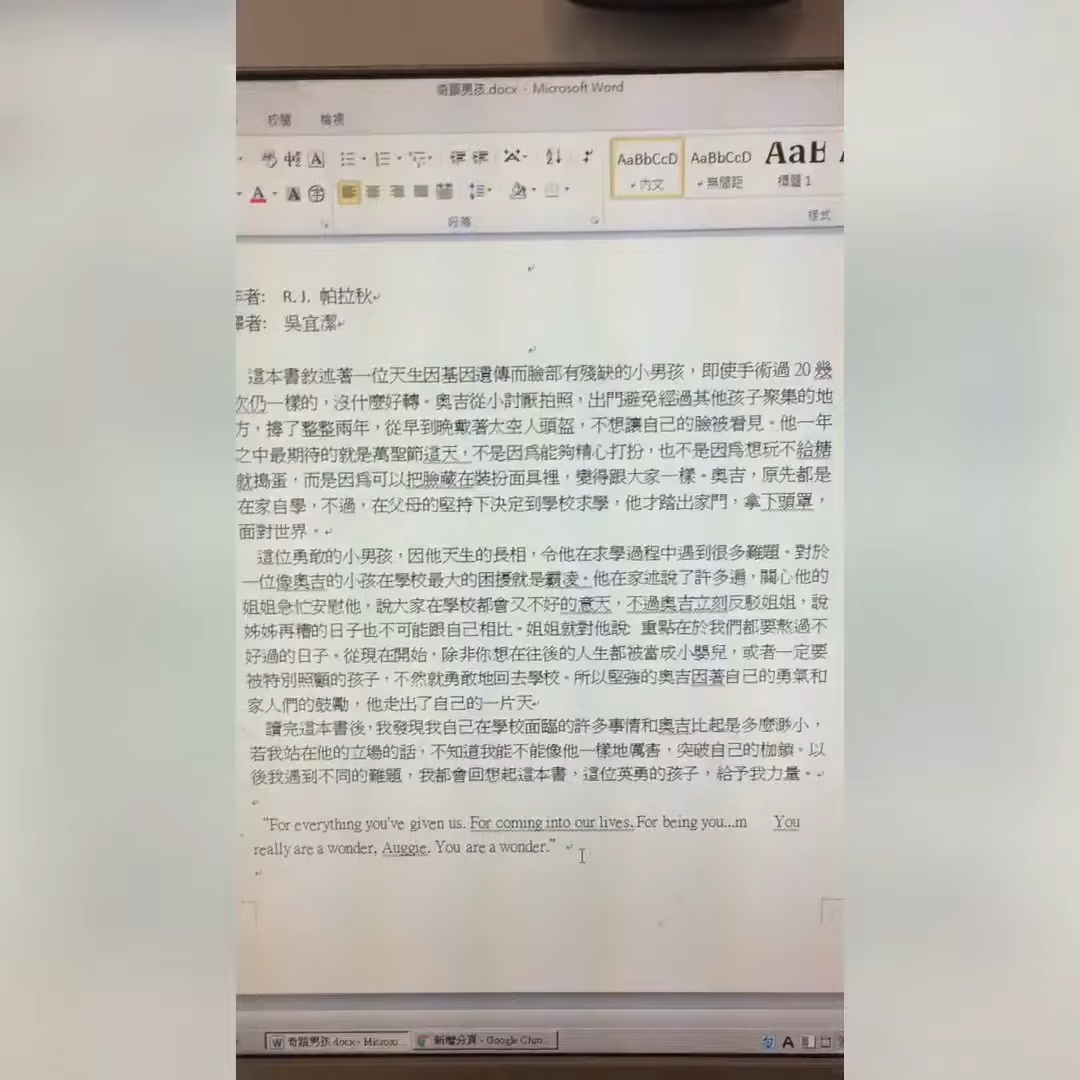 奇蹟男孩.docx - Microsoft Word
校閱 檢視
AaBbCcD AaBbCcD AaB
內文 無間距 標題 1
段落 樣式
者: R.J. 帕拉秋
者: 吳宜潔
這本書敘述著一位天生因基因遺傳而臉部有殘缺的小男孩，即使手術過 20 幾
次仍一樣的，沒什麼好轉。奧吉從小討厭拍照，出門避免經過其他孩子聚集的地
方，撐了整整兩年，從早到晚戴著太空人頭盔，不想讓自己的臉被看見。他一年
之中最期待的就是萬聖節這天，不是因為能夠精心打扮，也不是因為想玩不給糖
就搗蛋，而是因為可以把臉藏在裝扮面具裡，變得跟大家一樣。奧吉，原先都是
在家自學，不過，在父母的堅持下決定到學校求學，他才踏出家門，拿下頭罩，
面對世界。
這位勇敢的小男孩，因他天生的長相，令他在求學過程中遇到很多難題。對於
一位像奧吉的小孩在學校最大的困擾就是霸凌。他在家述說了許多遍，關心他的
姐姐急忙安慰他，說大家在學校都會又不好的意天，不過奧吉立刻反駁姐姐，說
姊姊再糟的日子也不可能跟自己相比。姐姐就對他說: 重點在於我們都要熬過不
好過的日子。從現在開始，除非你想在往後的人生都被當成小嬰兒，或者一定要
被特別照顧的孩子，不然就勇敢地回去學校。所以堅強的奧吉因著自己的勇氣和
家人們的鼓勵，他走出了自己的一片天
讀完這本書後，我發現我自己在學校面臨的許多事情和奧吉比起是多麼渺小，
若我站在他的立場的話，不知道我能不能像他一樣地厲害，突破自己的枷鎖。以
後我遇到不同的難題，我都會回想起這本書，這位英勇的孩子，給予我力量。
"For everything you've given us. For coming into our lives. For being you...m You
really are a wonder, Auggie. You are a wonder."
奇蹟男孩.docx - Microso... 新增分頁 - Google Chro...
A